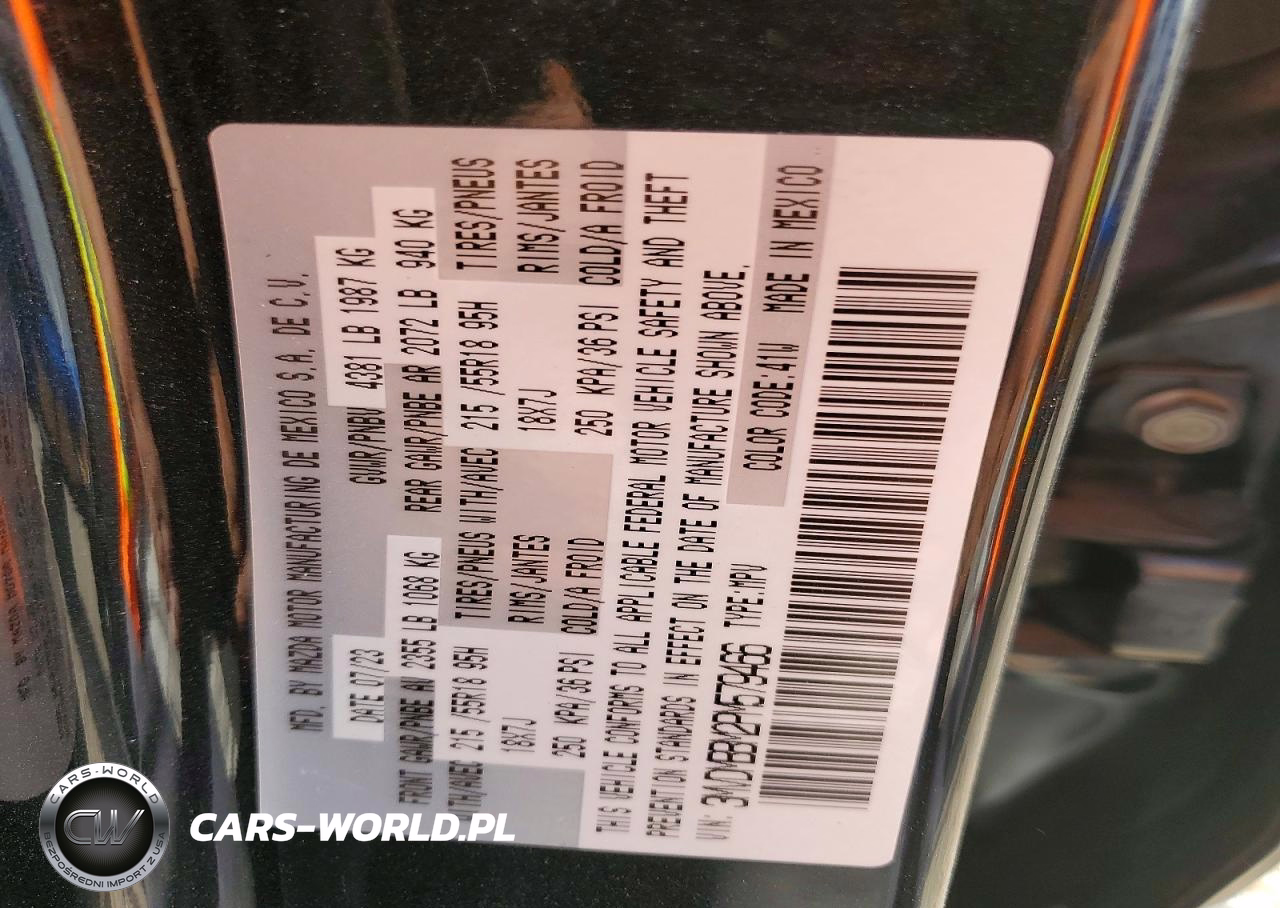 MFD. BY MAZDA MOTOR MANUFACTURING DE MEXICO S.A. DE C.V.
DATE 07/23 GVWR/PNBV 4381 LB 1987 KG
FRONT GAWR/PNBE AV 2355 LB 1068 KG REAR GAWR/PNBE AR 2072 LB 940 KG
TH/AVEC 215 /55R18 95H TIRES/PNEUS WITH/AVEC 215 /55R18 95H TIRES/PNEUS
18X7J RIMS/JANTES 18X7J RIMS/JANTES
250 KPA/36 PSI COLD/A FROID 250 KPA/36 PSI COLD/A FROID
THIS VEHICLE CONFORMS TO ALL APPLICABLE FEDERAL MOTOR VEHICLE SAFETY AND THEFT
PREVENTION STANDARDS IN EFFECT ON THE DATE OF MANUFACTURE SHOWN ABOVE.
VIN: 3MVDMBBM2PM579466 TYPE:MPV COLOR CODE:41W MADE IN MEXICO
CARS-WORLD
CW
BEZPOŚREDNI IMPORT Z USA
CARS-WORLD.PL